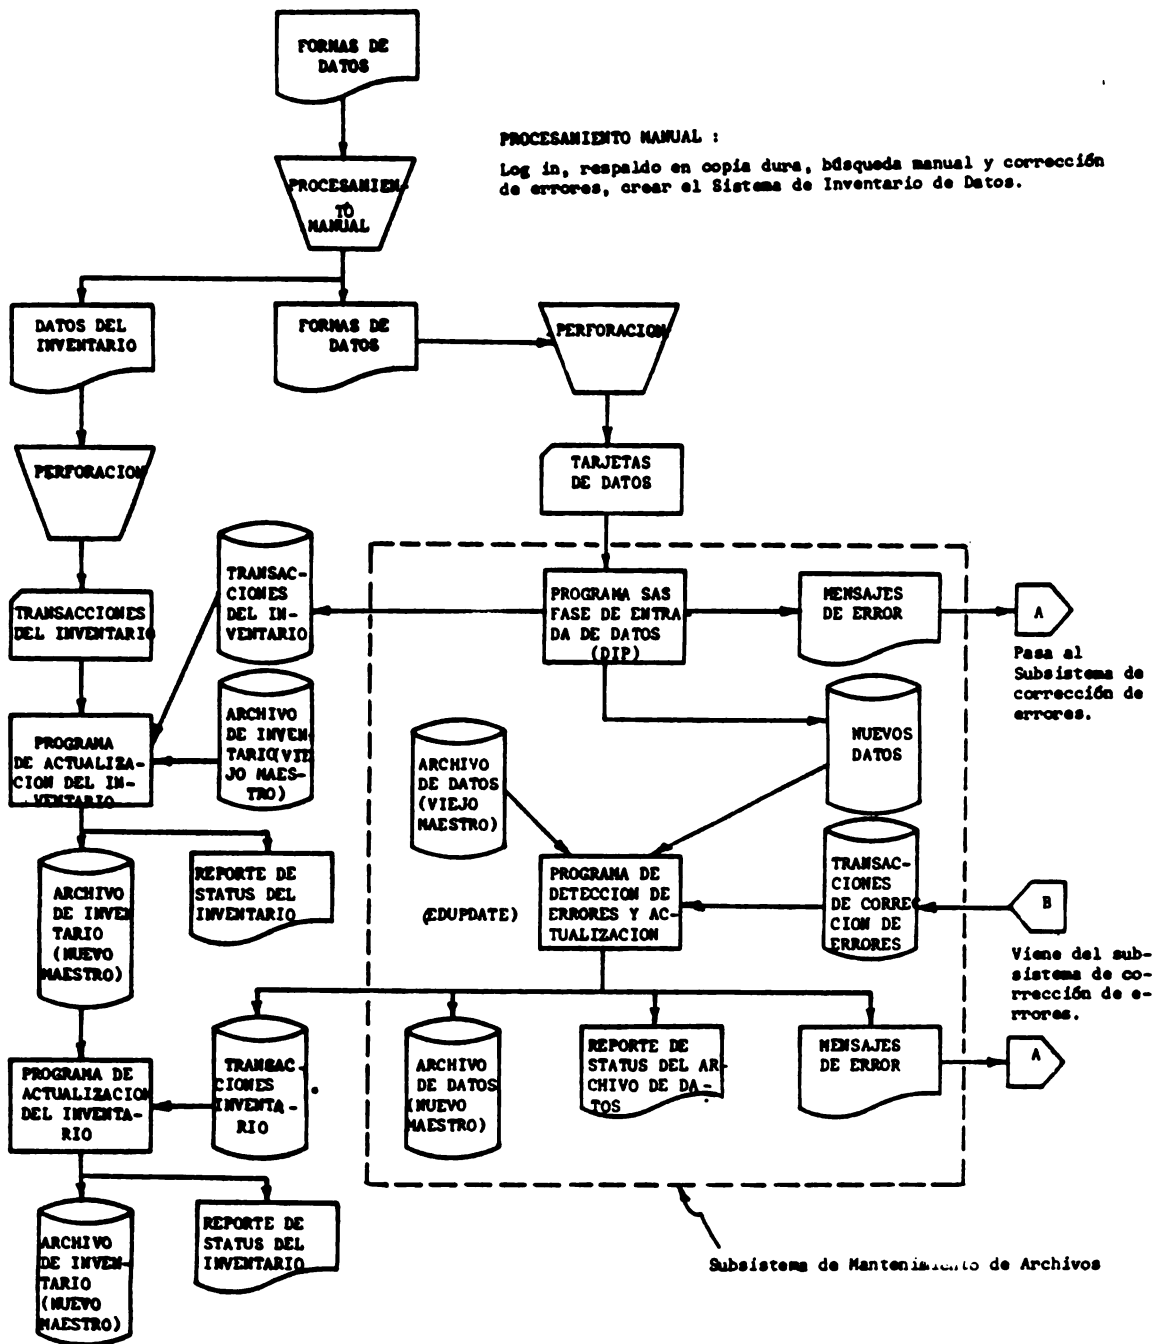 FORMAS DE
DATOS
PROCESAMIENTO MANUAL :
Log in, respaldo en copia dura, búsqueda manual y corrección
de errores, crear el Sistema de Inventario de Datos.
PROCESAMIEN-
TO
MANUAL
DATOS DEL
INVENTARIO
FORMAS DE
DATOS
PERFORACION
PERFORACION
TARJETAS
DE DATOS
TRANSACCIONES
DEL INVENTARIO
TRANSAC-
CIONES
DEL IN-
VENTARIO
PROGRAMA SAS
FASE DE ENTRA
DA DE DATOS
(DIP)
MENSAJES
DE ERROR
A
Pasa al
Subsistema de
corrección de
errores.
PROGRAMA
DE ACTUALIZA-
CION DEL IN-
VENTARIO
ARCHIVO
DE INVEN-
TARIO(VIE
JO MAES-
TRO)
ARCHIVO
DE DATOS
(VIEJO
MAESTRO)
NUEVOS
DATOS
ARCHIVO
DE INVEN
TARIO
(NUEVO
MAESTRO)
REPORTE DE
STATUS DEL
INVENTARIO
(EDUPDATE)
PROGRAMA DE
DETECCION DE
ERRORES Y AC-
TUALIZACION
TRANSAC-
CIONES
DE CORREC
CION DE
ERRORES
B
Viene del sub-
sistema de co-
rrección de e-
rrores.
PROGRAMA DE
ACTUALIZACION
DEL INVENTA-
RIO
TRANSAC-
CIONES
INVENTA-
RIO
ARCHIVO
DE DATOS
(NUEVO
MAESTRO)
REPORTE DE
STATUS DEL AR
CHIVO DE DA-
TOS
MENSAJES
DE ERROR
A
ARCHIVO
DE INVEN-
TARIO
(NUEVO
MAESTRO)
REPORTE DE
STATUS DEL
INVENTARIO
Subsistema de Mantenimiento de Archivos